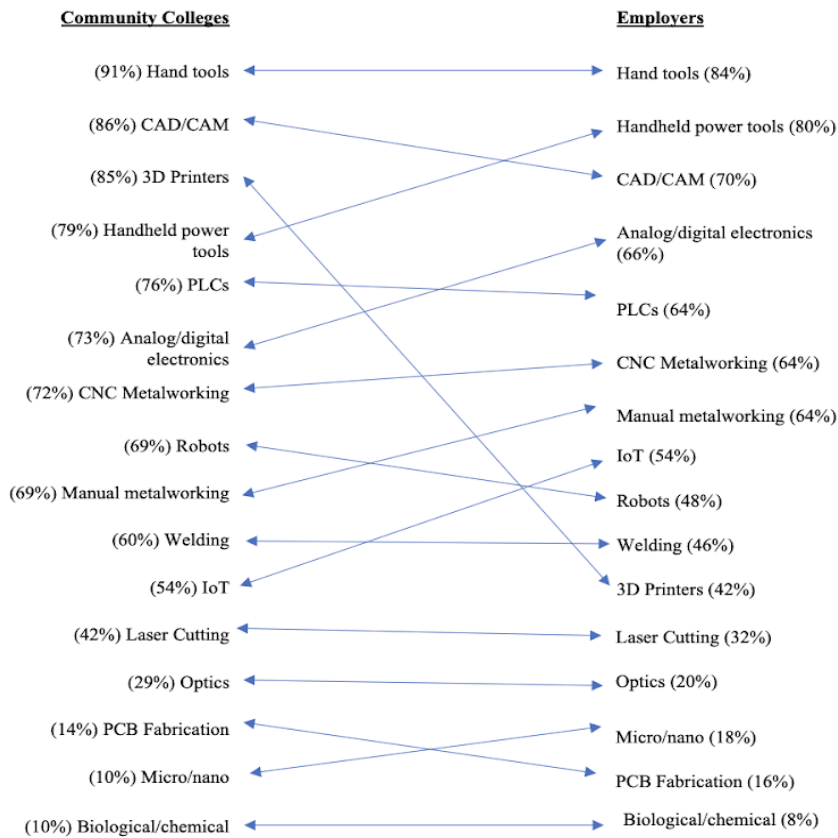 Community Colleges
Employers
(91%) Hand tools
Hand tools (84%)
(86%) CAD/CAM
Handheld power tools (80%)
(85%) 3D Printers
CAD/CAM (70%)
(79%) Handheld power
tools
Analog/digital electronics
(66%)
(76%) PLCs
PLCs (64%)
(73%) Analog/digital
electronics
CNC Metalworking (64%)
(72%) CNC Metalworking
Manual metalworking (64%)
(69%) Robots
IoT (54%)
(69%) Manual metalworking
Robots (48%)
(60%) Welding
Welding (46%)
(54%) IoT
3D Printers (42%)
(42%) Laser Cutting
Laser Cutting (32%)
(29%) Optics
Optics (20%)
(14%) PCB Fabrication
Micro/nano (18%)
(10%) Micro/nano
PCB Fabrication (16%)
(10%) Biological/chemical
Biological/chemical (8%)